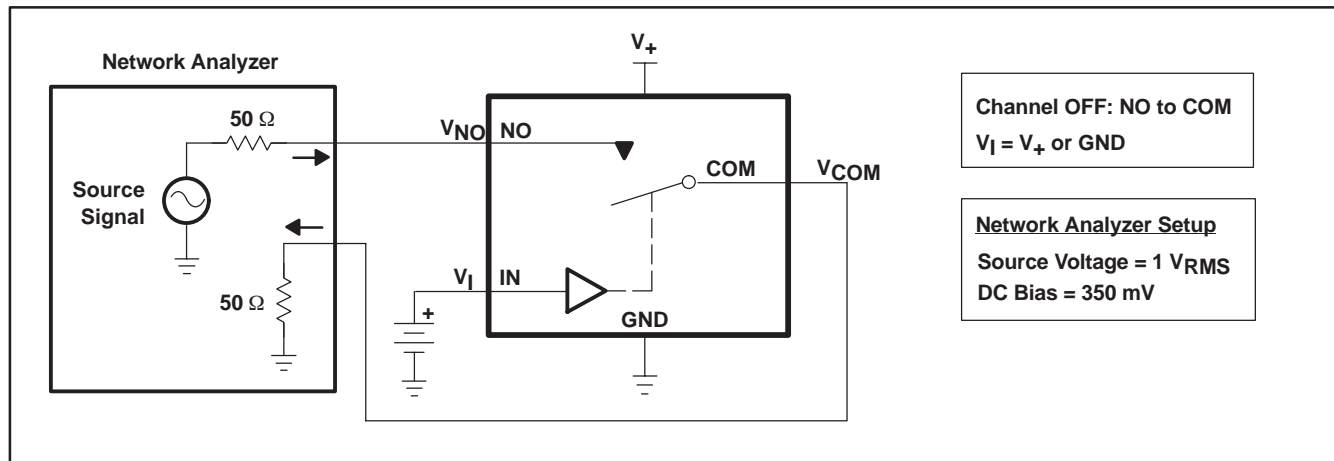 Network Analyzer
50 Ω
Source
Signal
50 Ω
V+
VNO
NO
COM
VCOM
VI
IN
+
GND
Channel OFF: NO to COM
VI = V+ or GND
Network Analyzer Setup
Source Voltage = 1 VRMS
DC Bias = 350 mV